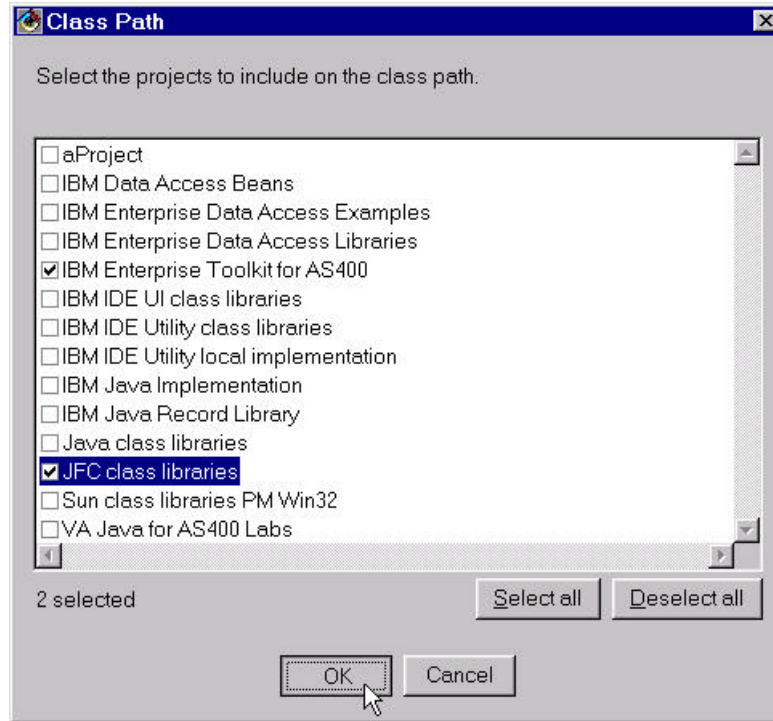 Class Path
Select the projects to include on the class path.
aProject
IBM Data Access Beans
IBM Enterprise Data Access Examples
IBM Enterprise Data Access Libraries
IBM Enterprise Toolkit for AS400
IBM IDE UI class libraries
IBM IDE Utility class libraries
IBM IDE Utility local implementation
IBM Java Implementation
IBM Java Record Library
Java class libraries
JFC class libraries
Sun class libraries PM Win32
VA Java for AS400 Labs
2 selected Select all Deselect all
OK Cancel